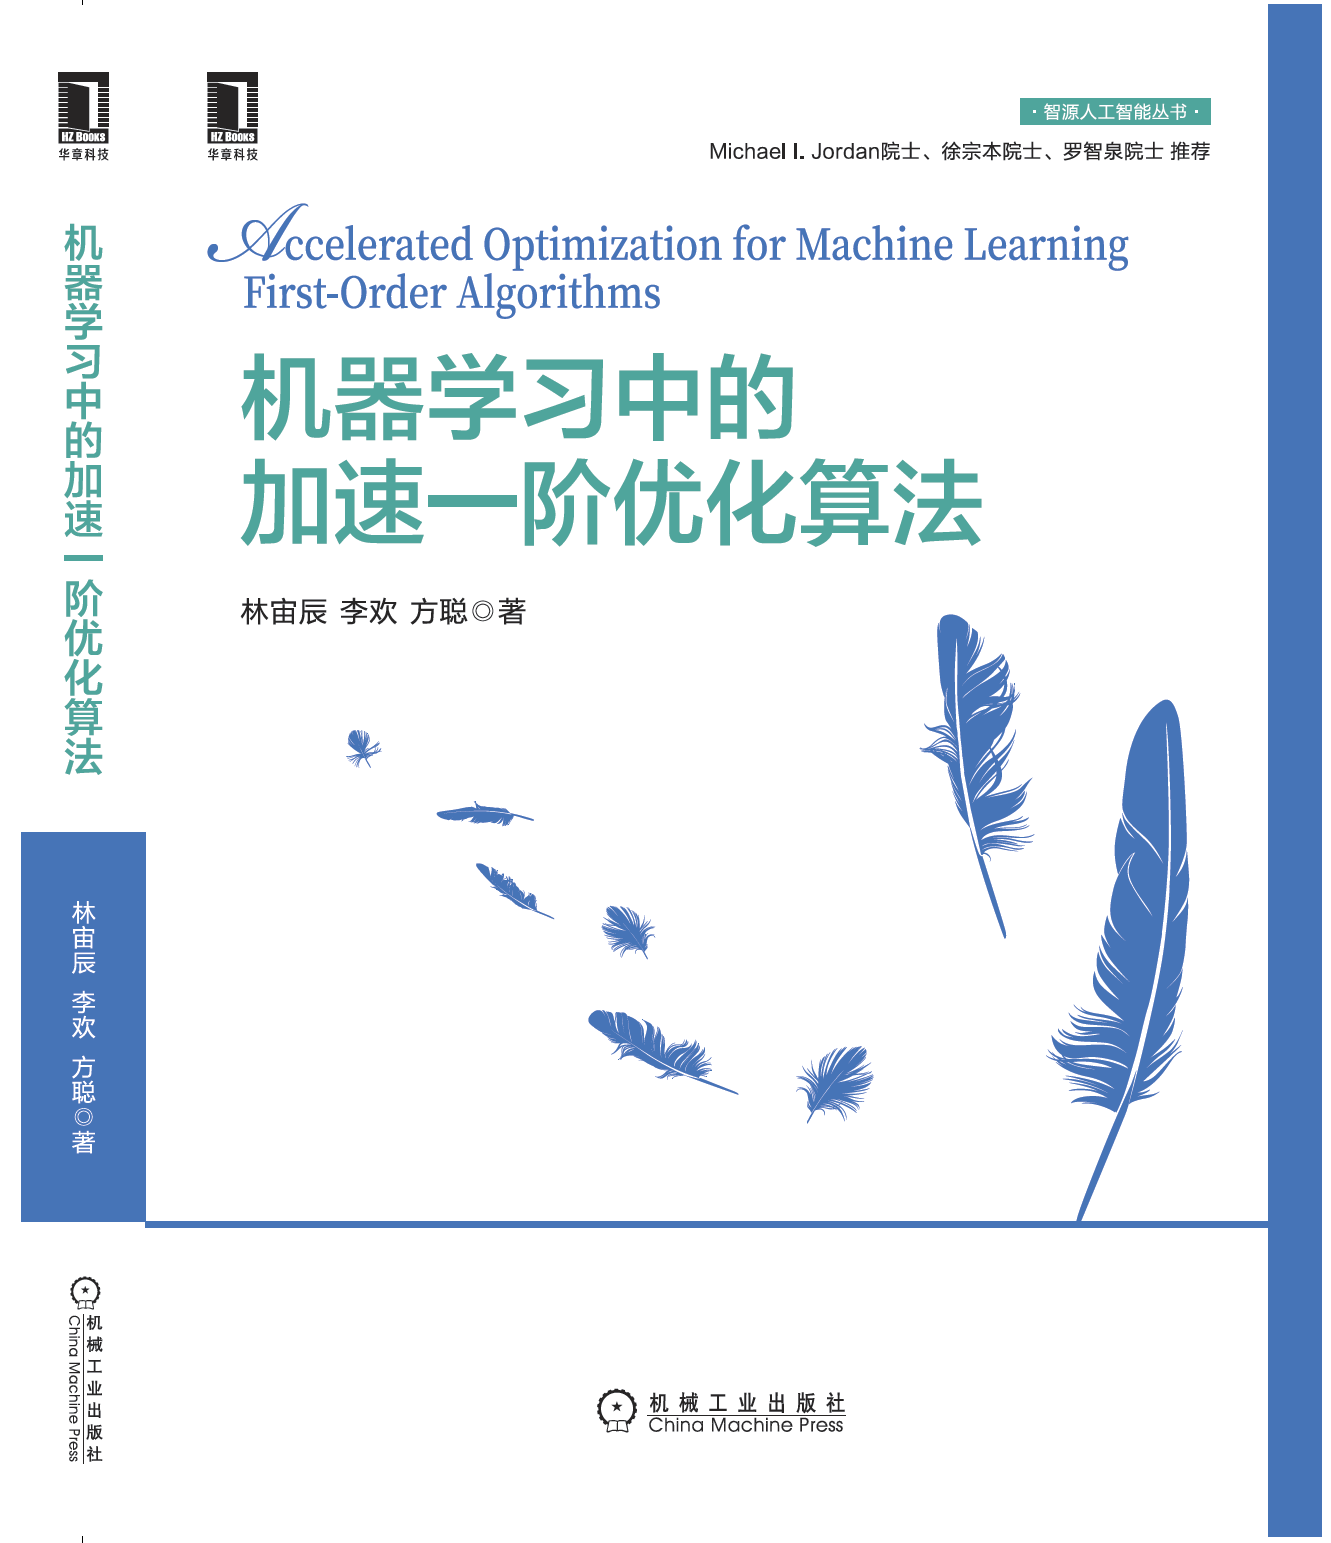 HZ BOOKS
华章科技
机器学习中的加速一阶优化算法
林宙辰 李欢 方聪◎著
机械工业出版社
China Machine Press
HZ BOOKS
华章科技
·智源人工智能丛书·
Michael I. Jordan院士、徐宗本院士、罗智泉院士 推荐
Accelerated Optimization for Machine Learning
First-Order Algorithms
机器学习中的
加速一阶优化算法
林宙辰 李欢 方聪◎著
机械工业出版社
China Machine Press